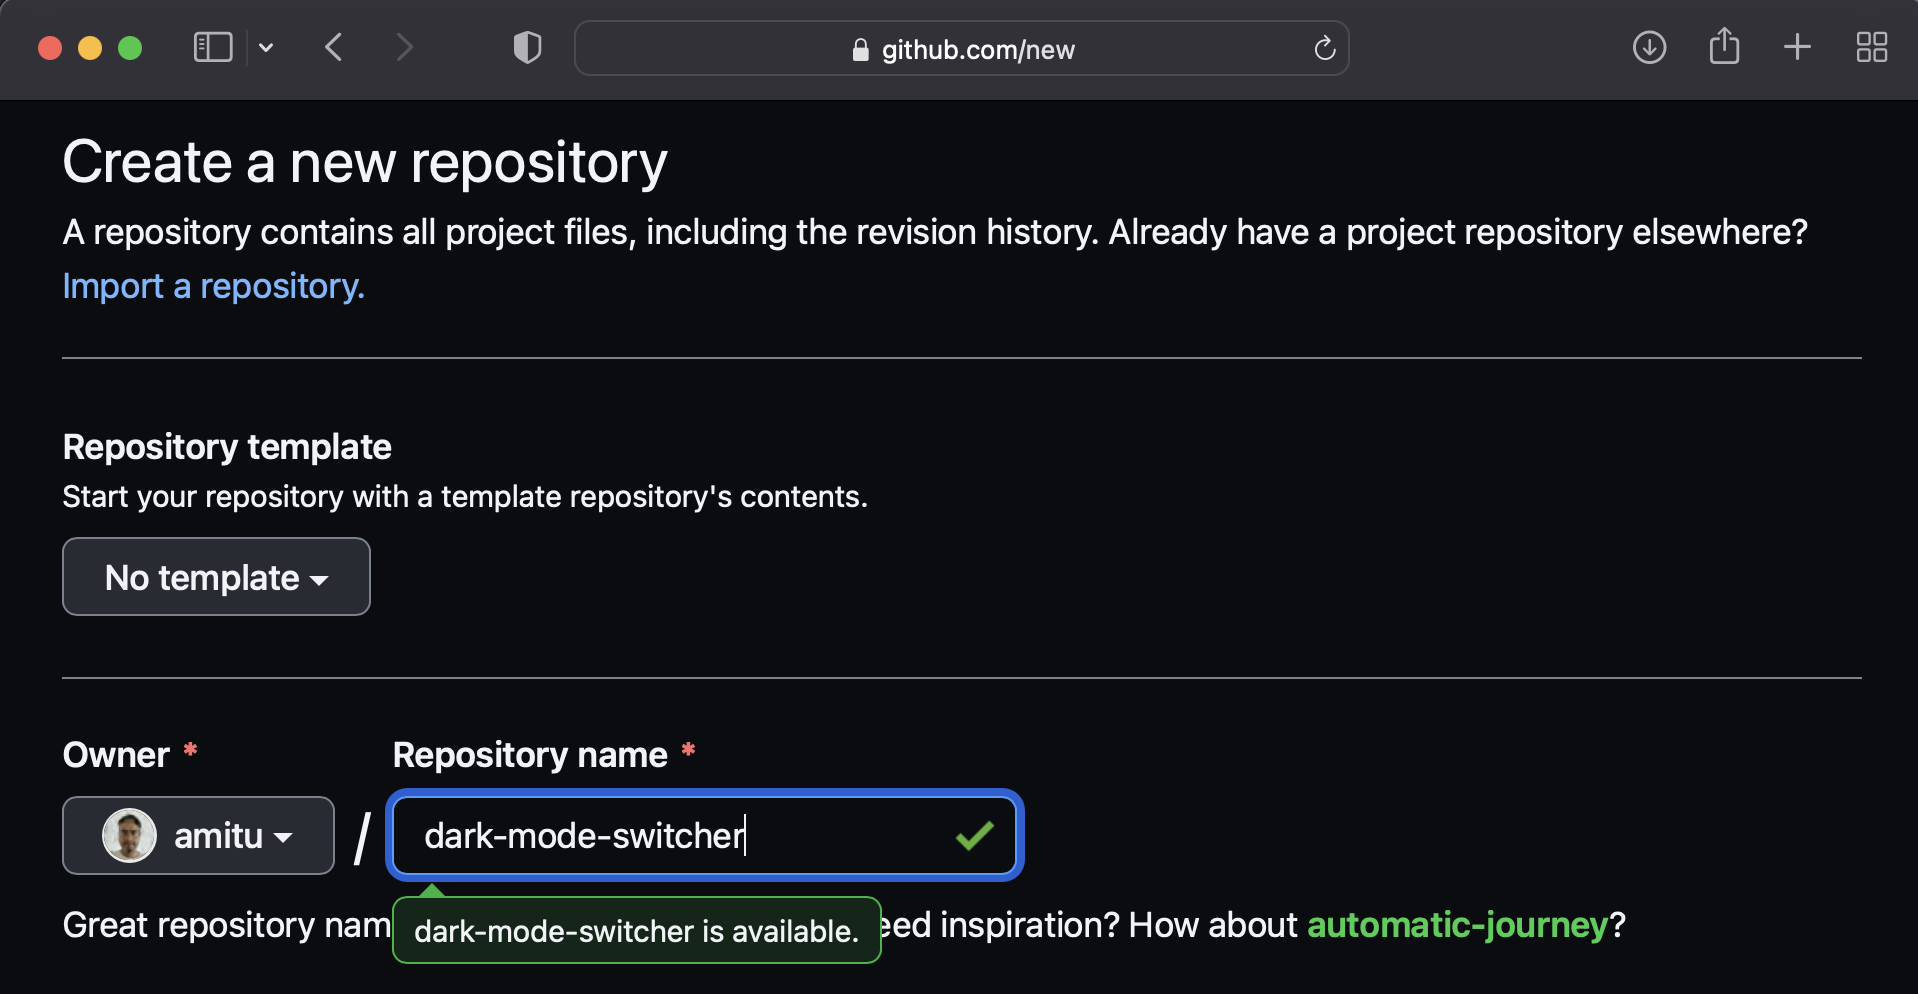 github.com/new
Create a new repository
A repository contains all project files, including the revision history. Already have a project repository elsewhere?
Import a repository.
Repository template
Start your repository with a template repository's contents.
No template
Owner * Repository name *
amitu / dark-mode-switcher
Great repository nam eed inspiration? How about automatic-journey?
dark-mode-switcher is available.